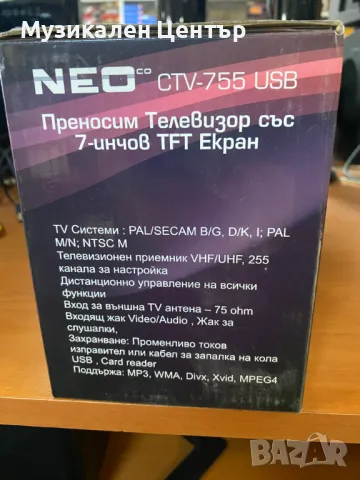 Музикален Център
NEO CO CTV-755 USB
Преносим Телевизор със
7-инчов TFT Екран
TV Системи : PAL/SECAM B/G, D/K, I; PAL
M/N; NTSC M
Телевизионен приемник VHF/UHF, 255
канала за настройка
Дистанционно управление на всички
функции
Вход за външна TV антена – 75 ohm
Входящ жак Video/Audio , Жак за
слушалки,
Захранване: Променливо токов
изправител или кабел за запалка на кола
USB , Card reader
Поддържа: MP3, WMA, Divx, Xvid, MPEG4
BAZAR